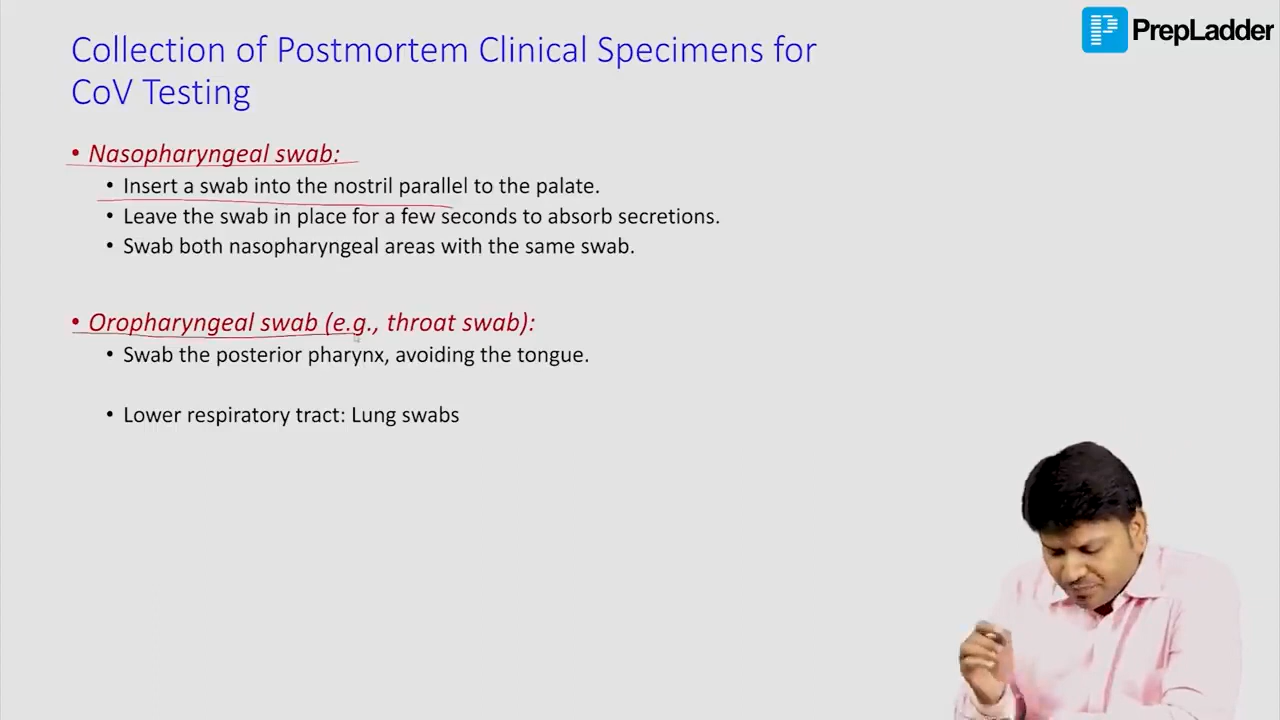 PrepLadder
Collection of Postmortem Clinical Specimens for
CoV Testing
• Nasopharyngeal swab:
• Insert a swab into the nostril parallel to the palate.
• Leave the swab in place for a few seconds to absorb secretions.
• Swab both nasopharyngeal areas with the same swab.
• Oropharyngeal swab (e.g., throat swab):
• Swab the posterior pharynx, avoiding the tongue.
• Lower respiratory tract: Lung swabs